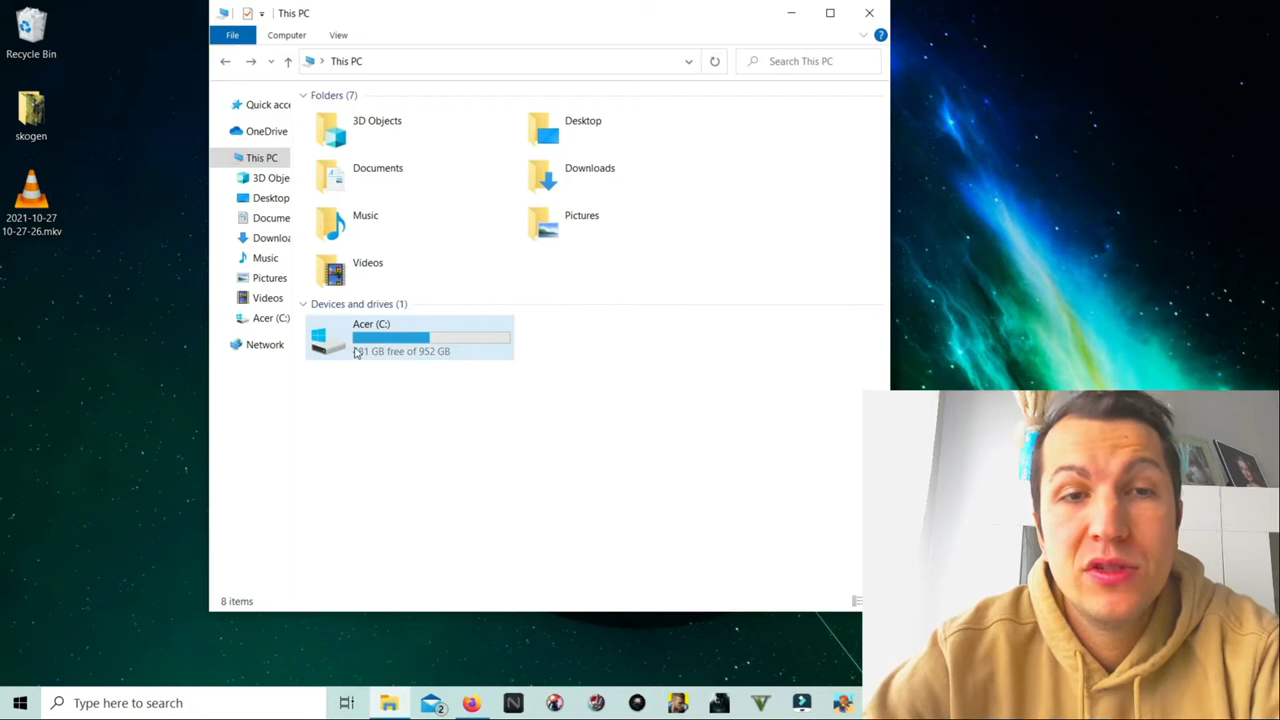 This PC
File
Computer
View
This PC
Search This PC
Recycle Bin
skogen
2021-10-27
10-27-26.mkv
Quick acce
OneDrive
This PC
3D Obje
Desktop
Docume
Downloa
Music
Pictures
Videos
Acer (C:)
Network
Folders (7)
3D Objects
Desktop
Documents
Downloads
Music
Pictures
Videos
Devices and drives (1)
Acer (C:)
GB free of 952 GB
8 items
Type here to search
2